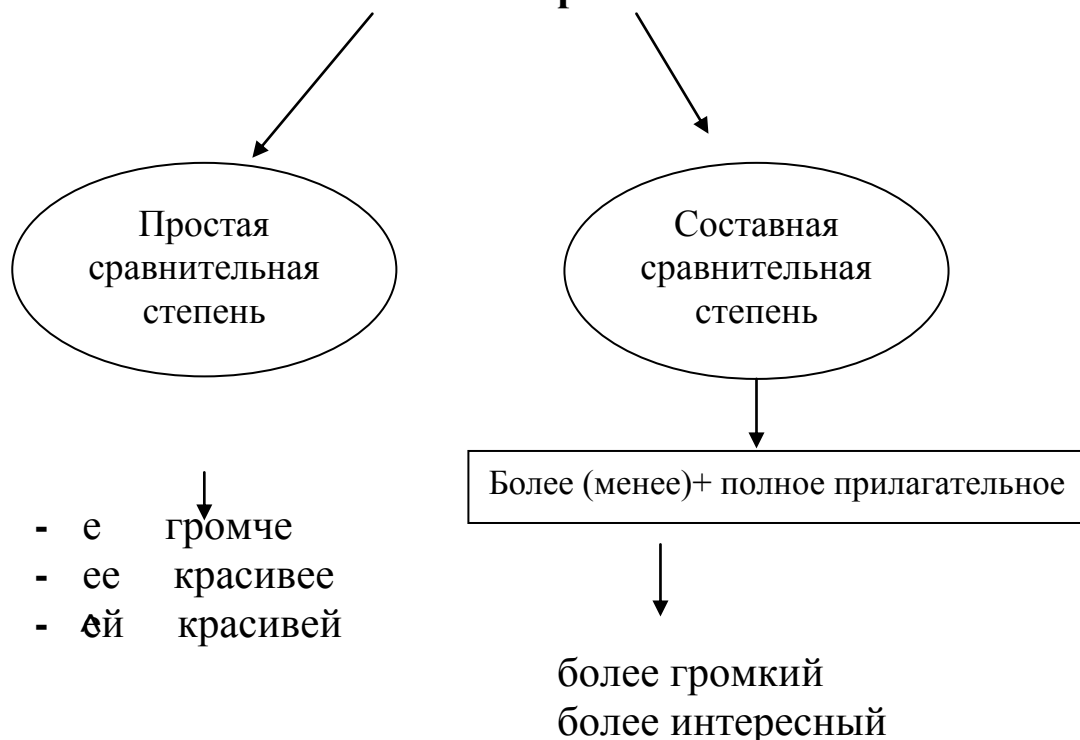 Простая
сравнительная
степень
Составная
сравнительная
степень
Более (менее)+ полное прилагательное
- е громче
- ее красивее
- ей красивей
более громкий
более интересный